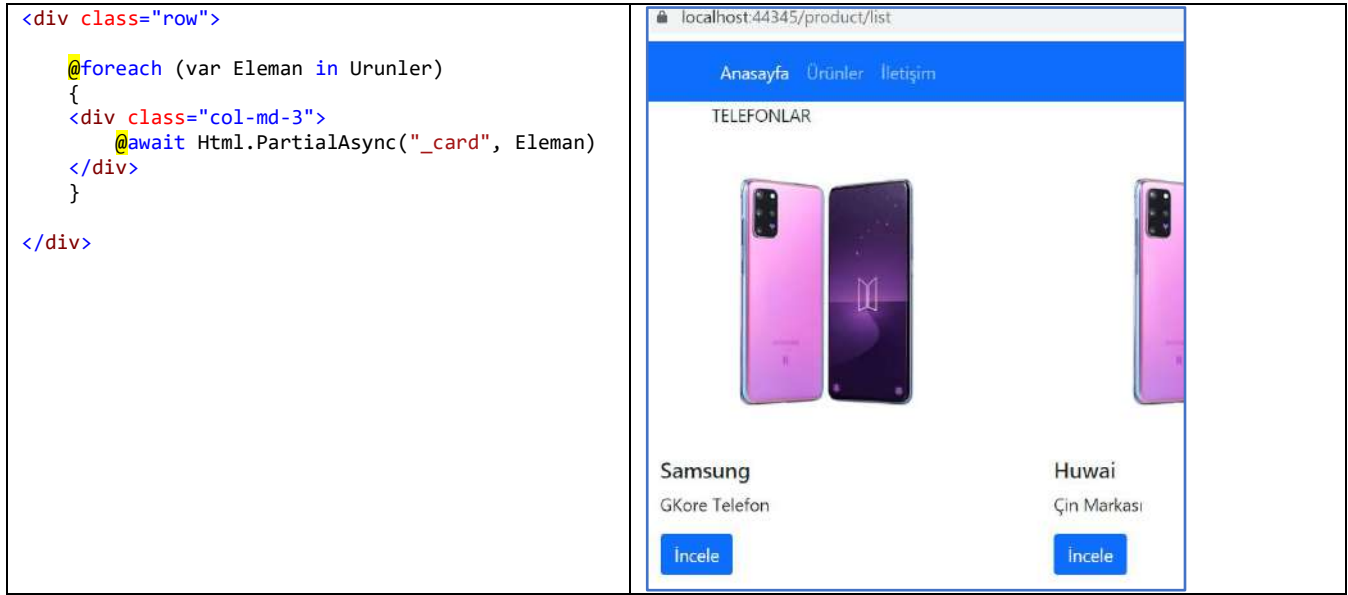 <div class="row">
@foreach (var Eleman in Urunler)
{
<div class="col-md-3">
@await Html.PartialAsync("_card", Eleman)
</div>
}
</div>
localhost:44345/product/list
Anasayfa Ürünler İletişim
TELEFONLAR
Samsung
GKore Telefon
İncele
Huwai
Çin Markası
İncele